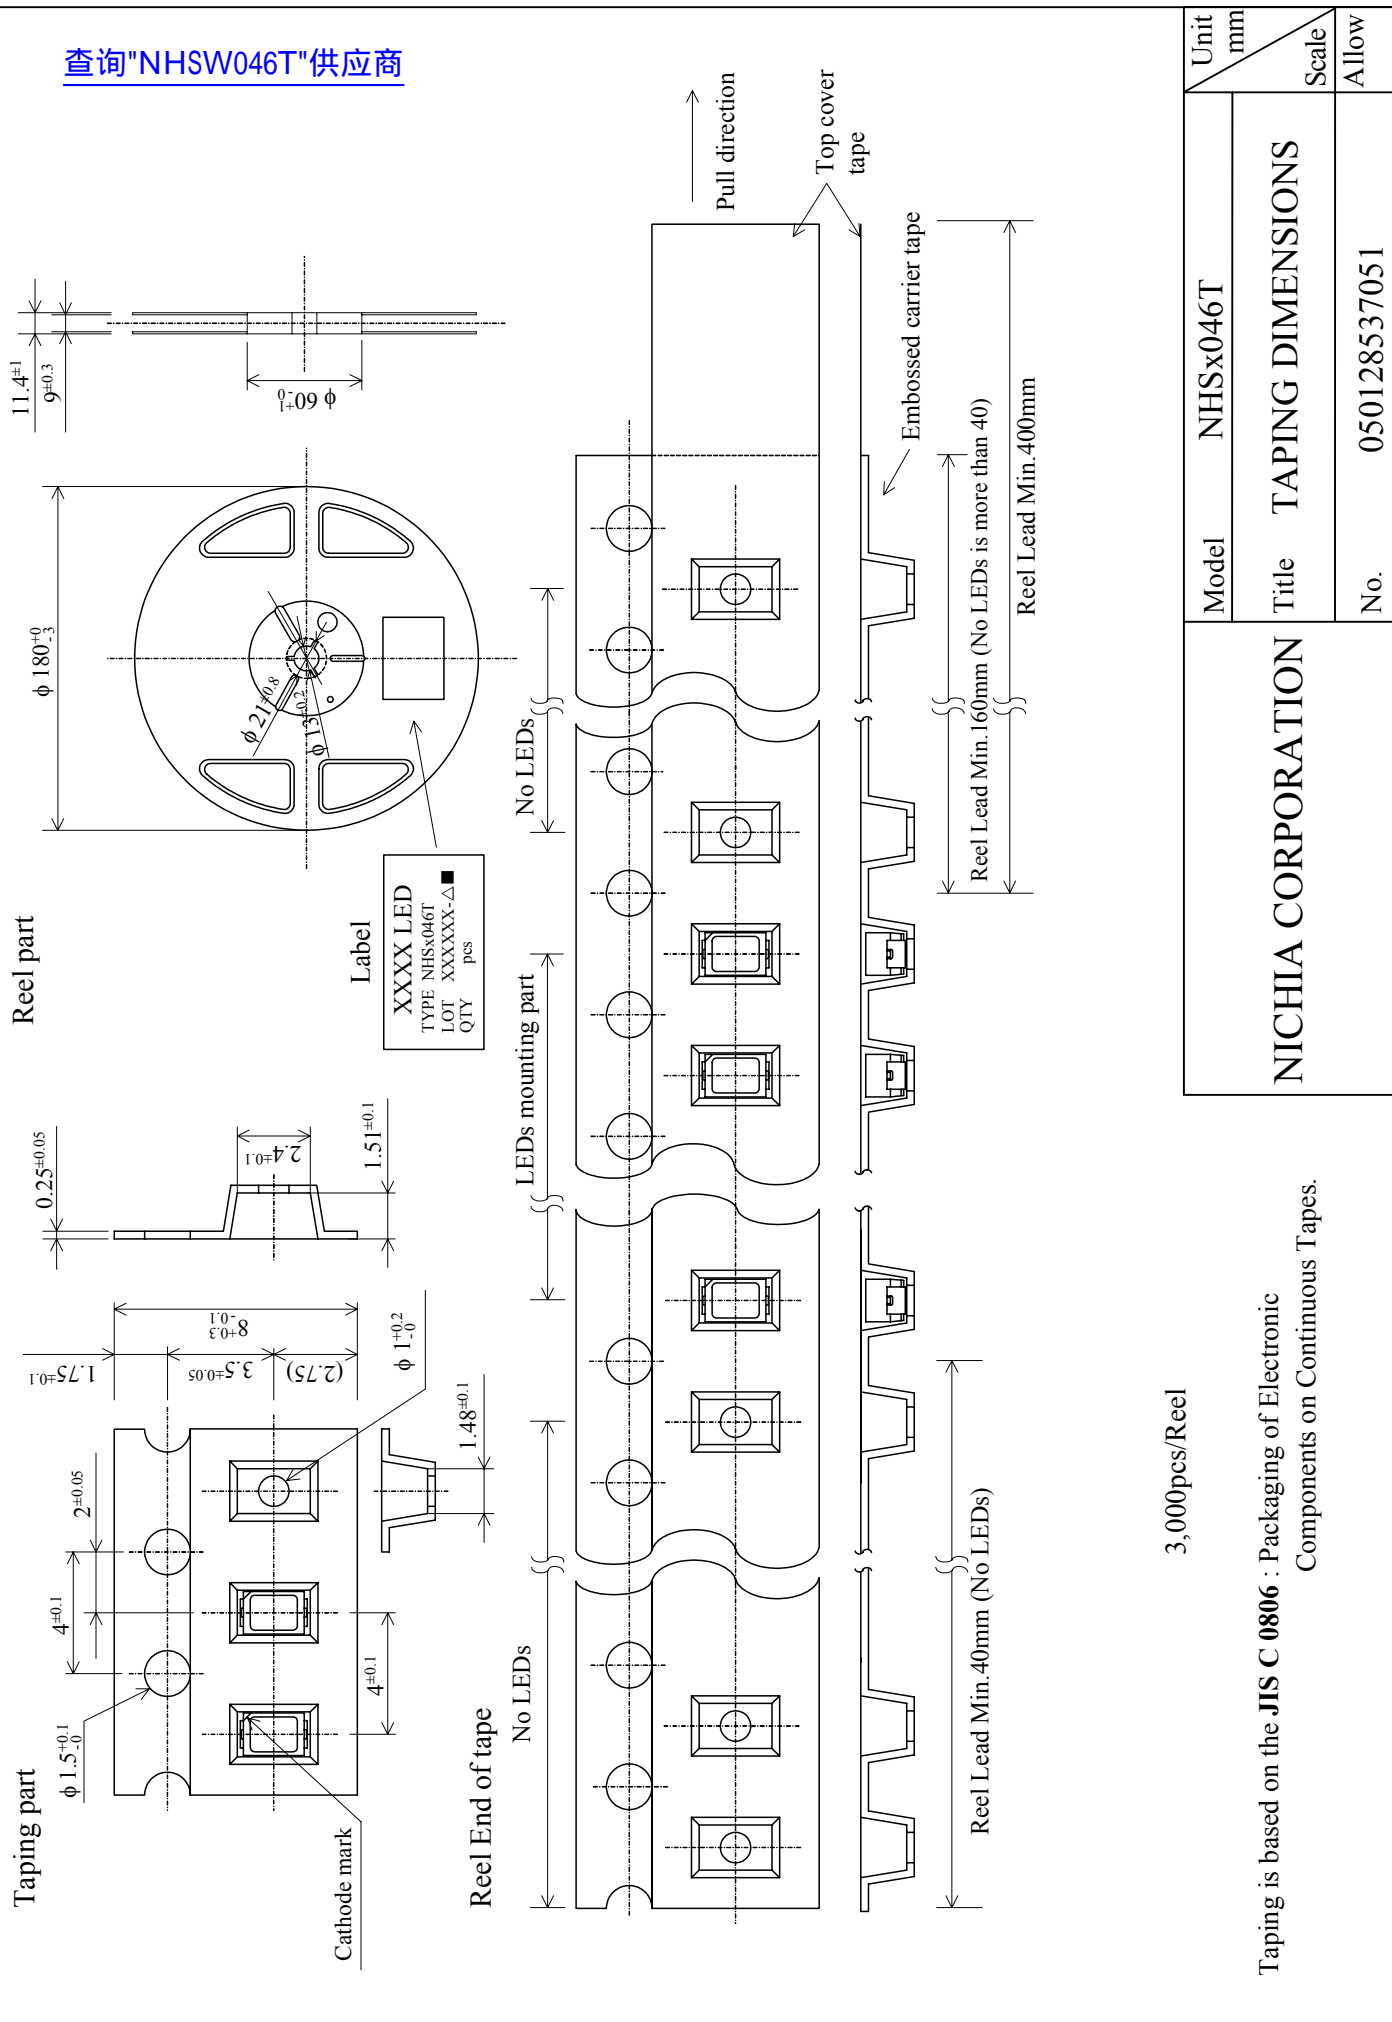 查询"NHSW046T"供应商
Taping part
φ 1.5+0.1 -0
4±0.1
2±0.05
1.75±0.1
3.5±0.05
(2.75)
8+0.3 -0.1
φ 1+0.2 -0
4±0.1
1.48±0.1
Cathode mark
0.25±0.05
2.4±0.1
1.51±0.1
Reel part
φ 180+0 -3
11.4±1
9±0.3
φ 60+1 -0
φ 21±0.8
φ 13±0.2
Label
XXXX LED
TYPE NHSx046T
LOT XXXXXX-△■
QTY pcs
Reel End of tape
No LEDs
LEDs mounting part
No LEDs
Pull direction
Top cover
tape
Embossed carrier tape
Reel Lead Min.40mm (No LEDs)
Reel Lead Min.160mm (No LEDs is more than 40)
Reel Lead Min.400mm
3,000pcs/Reel
Taping is based on the JIS C 0806 : Packaging of Electronic
Components on Continuous Tapes.
NICHIA CORPORATION
Model NHSx046T
Title TAPING DIMENSIONS
No. 050128537051
Unit
mm
Scale
Allow